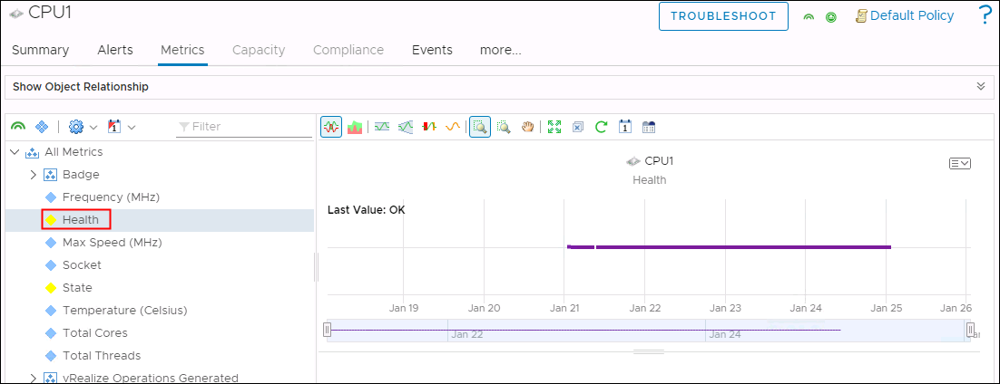 CPU1
TROUBLESHOOT
Default Policy
?
Summary Alerts Metrics Capacity Compliance Events more...
Show Object Relationship
Filter
All Metrics
Badge
Frequency (MHz)
Health
Max Speed (MHz)
Socket
State
Temperature (Celsius)
Total Cores
Total Threads
vRealize Operations Generated
1
1
CPU1
Health
Last Value: OK
Jan 19 Jan 20 Jan 21 Jan 22 Jan 23 Jan 24 Jan 25 Jan 26
Jan 22 Jan 24